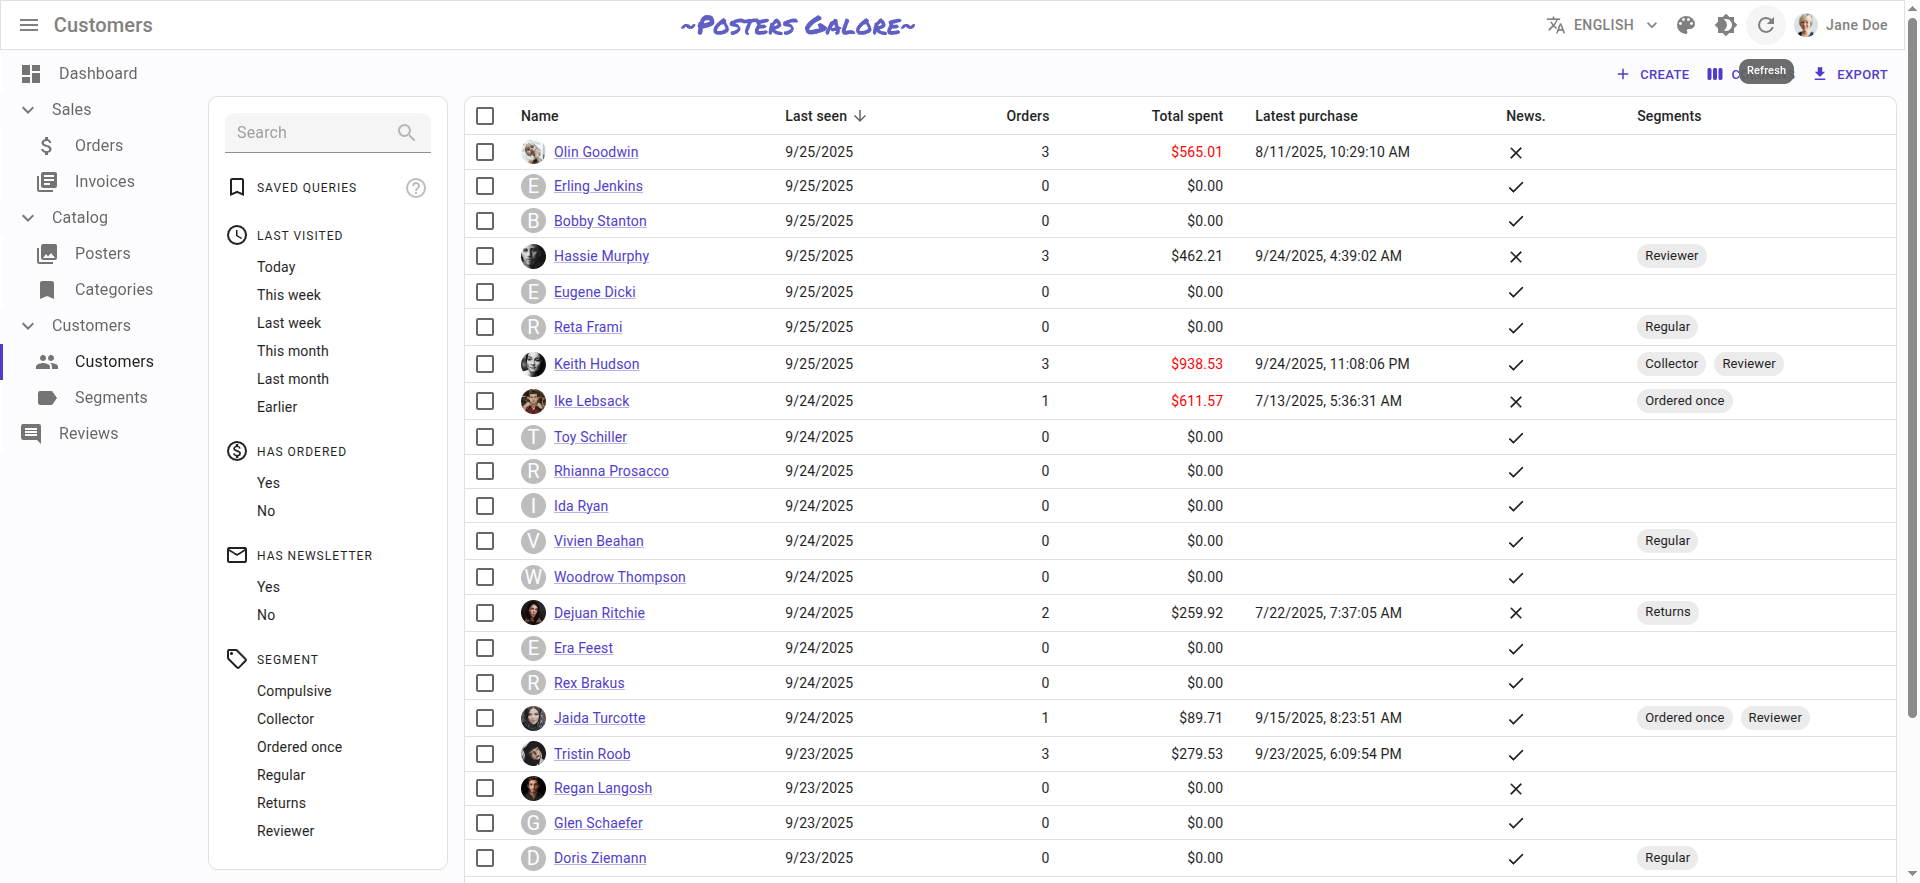 Customers
~Posters Galore~
ENGLISH
Jane Doe
Dashboard
Sales
Orders
Invoices
Catalog
Posters
Categories
Customers
Customers
Segments
Reviews
CREATE
Refresh
EXPORT
Search
SAVED QUERIES
LAST VISITED
Today
This week
Last week
This month
Last month
Earlier
HAS ORDERED
Yes
No
HAS NEWSLETTER
Yes
No
SEGMENT
Compulsive
Collector
Ordered once
Regular
Returns
Reviewer
Name Last seen Orders Total spent Latest purchase News. Segments
Olin Goodwin 9/25/2025 3 $565.01 8/11/2025, 10:29:10 AM
E Erling Jenkins 9/25/2025 0 $0.00
B Bobby Stanton 9/25/2025 0 $0.00
Hassie Murphy 9/25/2025 3 $462.21 9/24/2025, 4:39:02 AM Reviewer
E Eugene Dicki 9/25/2025 0 $0.00
R Reta Frami 9/25/2025 0 $0.00 Regular
Keith Hudson 9/25/2025 3 $938.53 9/24/2025, 11:08:06 PM Collector Reviewer
Ike Lebsack 9/24/2025 1 $611.57 7/13/2025, 5:36:31 AM Ordered once
T Toy Schiller 9/24/2025 0 $0.00
R Rhianna Prosacco 9/24/2025 0 $0.00
I Ida Ryan 9/24/2025 0 $0.00
V Vivien Beahan 9/24/2025 0 $0.00 Regular
W Woodrow Thompson 9/24/2025 0 $0.00
Dejuan Ritchie 9/24/2025 2 $259.92 7/22/2025, 7:37:05 AM Returns
E Era Feest 9/24/2025 0 $0.00
R Rex Brakus 9/24/2025 0 $0.00
Jaida Turcotte 9/24/2025 1 $89.71 9/15/2025, 8:23:51 AM Ordered once Reviewer
Tristin Roob 9/23/2025 3 $279.53 9/23/2025, 6:09:54 PM
Regan Langosh 9/23/2025 0 $0.00
G Glen Schaefer 9/23/2025 0 $0.00
D Doris Ziemann 9/23/2025 0 $0.00 Regular